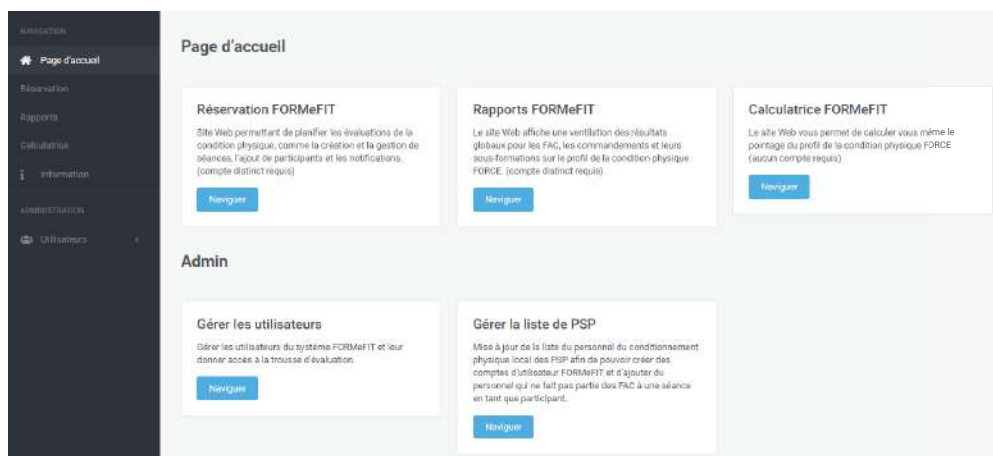 NAVIGATION
Page d'accueil
Réservation
Rapports
Calculatrice
Information
ADMINISTRATION
Utilisateurs
Page d'accueil
Réservation FORMeFIT
Site Web permettant de planifier les évaluations de la
condition physique, comme la création et la gestion de
séances, l'ajout de participants et les notifications.
(compte distinct requis)
Naviguer
Rapports FORMeFIT
Le site Web affiche une ventilation des résultats
globaux pour les FAC, les commandements et leurs
sous-formations sur le profil de la condition physique
FORCE. (compte distinct requis)
Naviguer
Calculatrice FORMeFIT
Le site Web vous permet de calculer vous même le
pointage du profil de la condition physique FORCE
(aucun compte requis)
Naviguer
Admin
Gérer les utilisateurs
Gérer les utilisateurs du système FORMeFIT et leur
donner accès à la trousse d'évaluation.
Naviguer
Gérer la liste de PSP
Mise à jour de la liste du personnel du conditionnement
physique local des PSP afin de pouvoir créer des
comptes d'utilisateur FORMeFIT et d'ajouter du
personnel qui ne fait pas partie des FAC à une séance
en tant que participant.
Naviguer